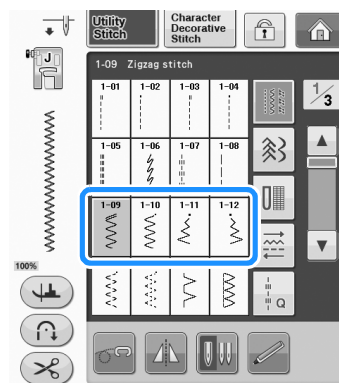 Utility
Stitch
Character
Decorative
Stitch
J
1-09 Zigzag stitch
1-01 1-02 1-03 1-04
1/3
1-05 1-06 1-07 1-08
1-09 1-10 1-11 1-12
100%
Q